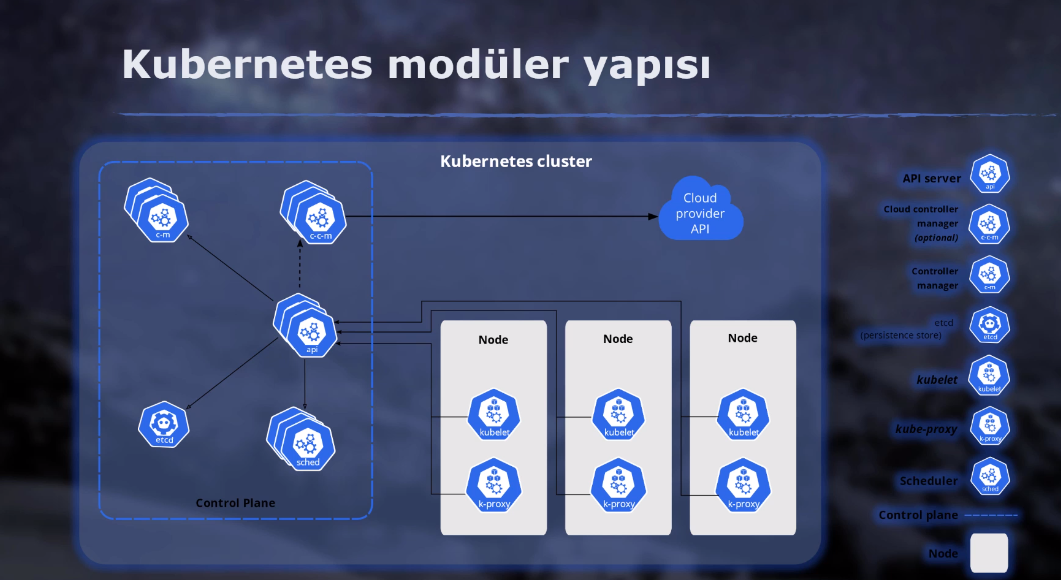 Kubernetes modüler yapısı
Kubernetes cluster
c-m
c-c-m
Cloud
provider
API
api
etcd
sched
Control Plane
Node
kubelet
k-proxy
Node
kubelet
k-proxy
Node
kubelet
k-proxy
API server
api
Cloud controller
manager
(optional)
c-c-m
Controller
manager
c-m
etcd
(persistence store)
etcd
kubelet
kubelet
kube-proxy
k-proxy
Scheduler
sched
Control plane
Node